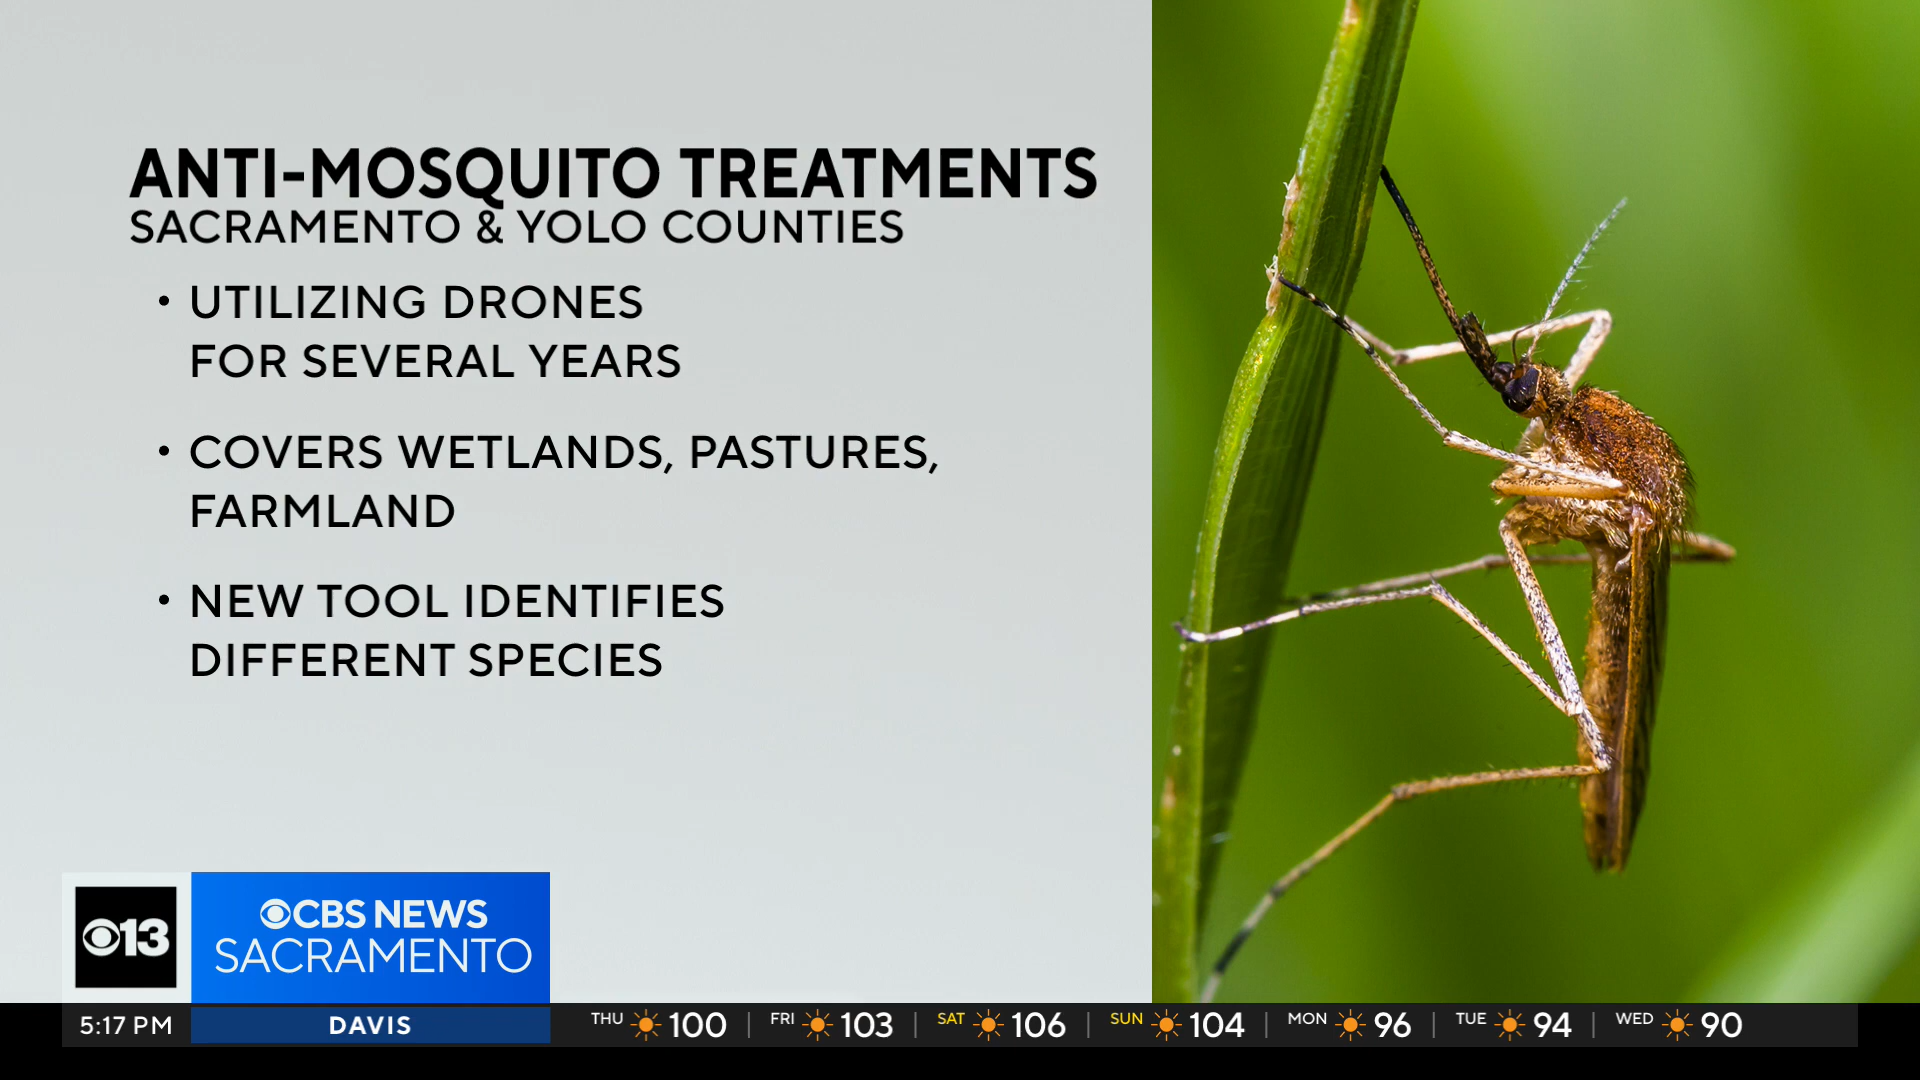 ANTI-MOSQUITO TREATMENTS
SACRAMENTO & YOLO COUNTIES
• UTILIZING DRONES
FOR SEVERAL YEARS
• COVERS WETLANDS, PASTURES,
FARMLAND
• NEW TOOL IDENTIFIES
DIFFERENT SPECIES
13
CBS NEWS
SACRAMENTO
5:17 PM DAVIS THU 100 | FRI 103 | SAT 106 | SUN 104 | MON 96 | TUE 94 | WED 90